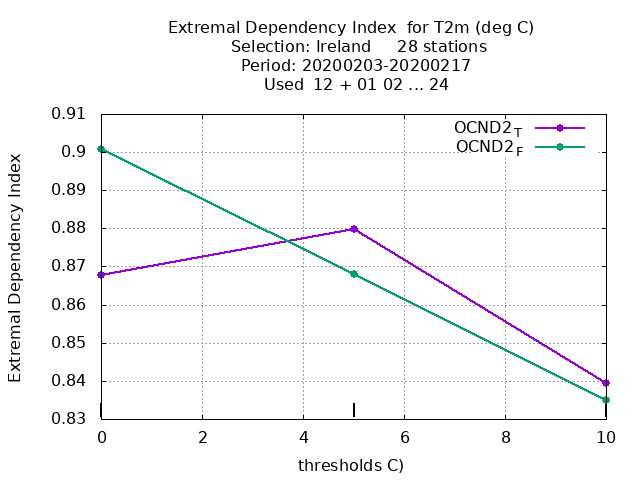 Extremal Dependency Index  for T2m (deg C)
Selection: Ireland     28 stations
Period: 20200203-20200217
Used  12 + 01 02 ... 24
OCND2T
OCND2F
Extremal Dependency Index
0.91
0.9
0.89
0.88
0.87
0.86
0.85
0.84
0.83
0 2 4 6 8 10
thresholds C)